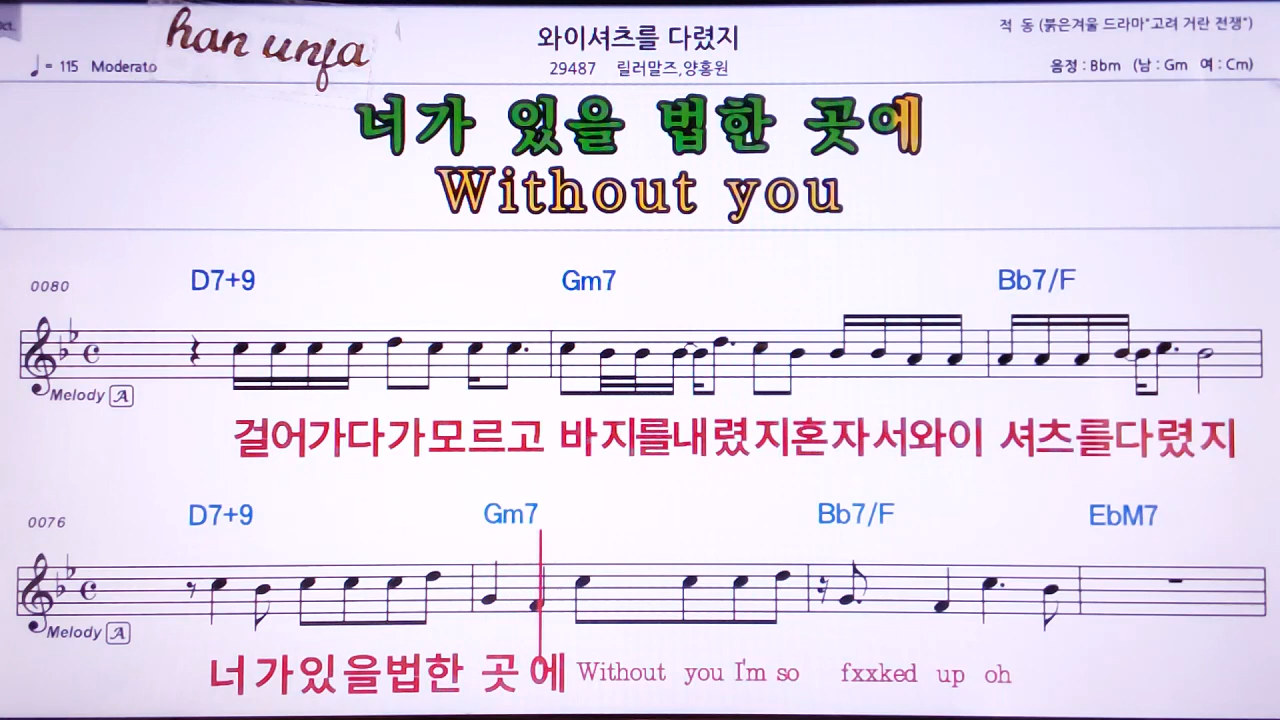 oct.
han unfa
와이셔츠를 다렸지
적 동 (붉은겨울 드라마"고려 거란 전쟁")
♩= 115 Moderato
29487 릴러말즈,양홍원
음정 : Bbm (남 : Gm 여 : Cm)
너가 있을 법한 곳에
Without you
0080 D7+9 Gm7 Bb7/F
Melody A
걸어가다가모르고 바지를내렸지혼자서와이 셔츠를다렸지
0076 D7+9 Gm7 Bb7/F EbM7
Melody A
너가있을법한 곳에 Without you I'm so fxxked up oh